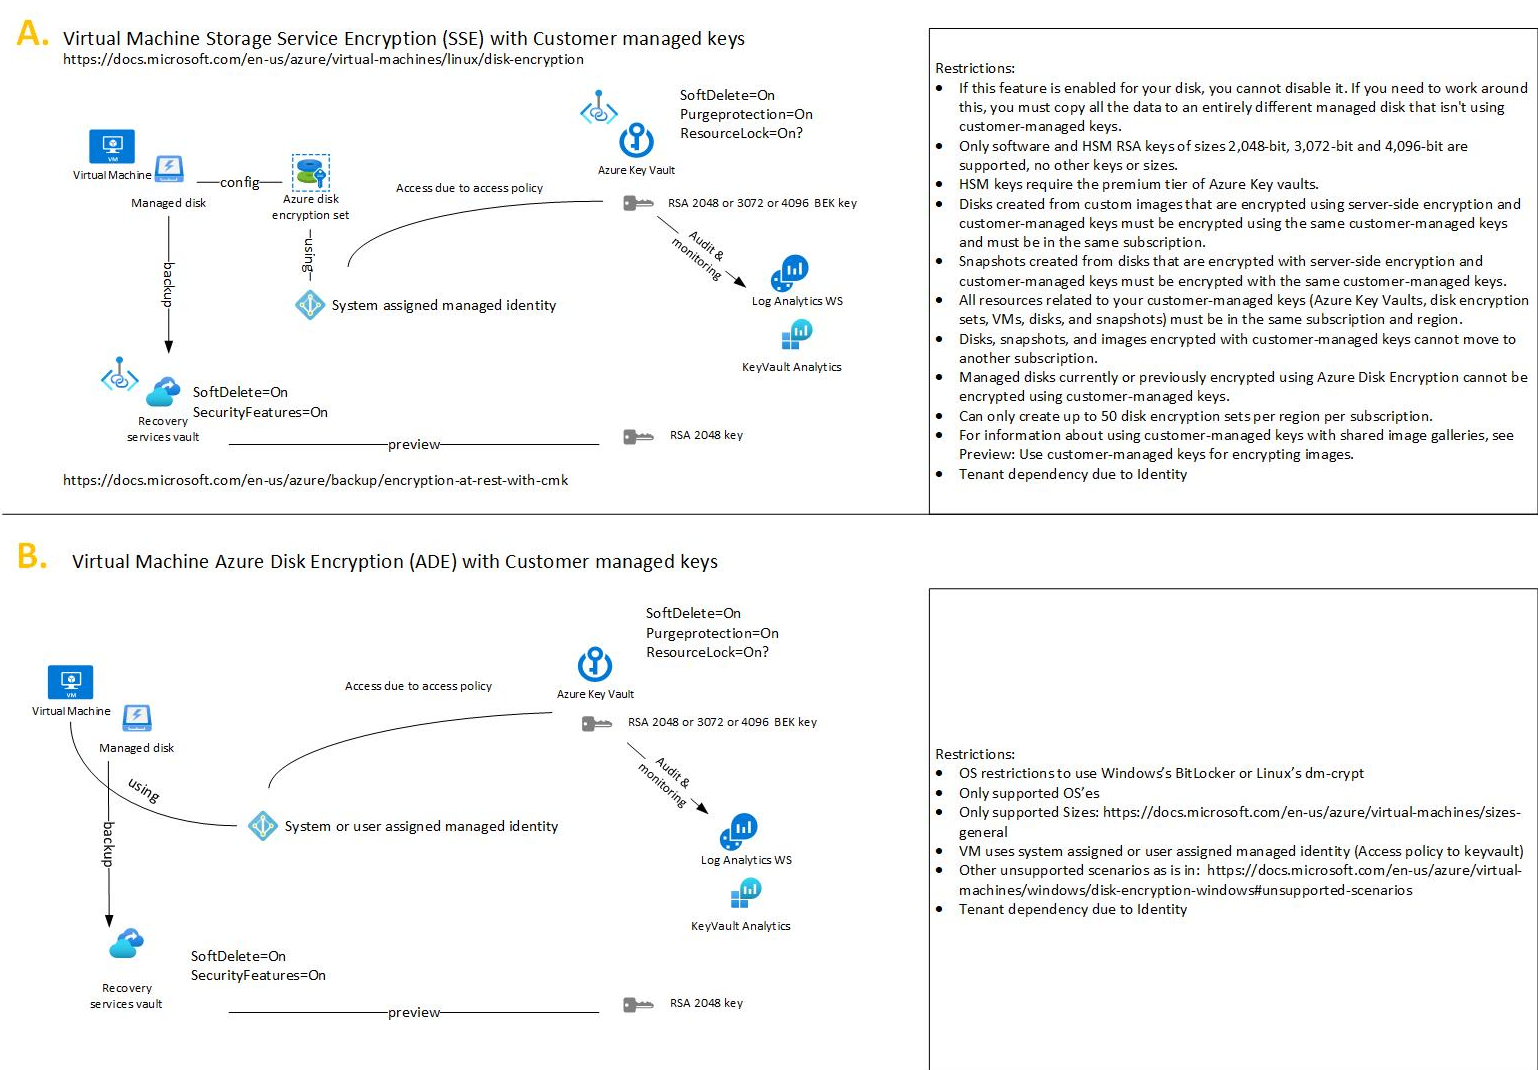 A.
Virtual Machine Storage Service Encryption (SSE) with Customer managed keys
https://docs.microsoft.com/en-us/azure/virtual-machines/linux/disk-encryption
SoftDelete=On
Purgeprotection=On
ResourceLock=On?
VM
Virtual Machine
Managed disk
config
Azure disk
encryption set
Access due to access policy
Azure Key Vault
RSA 2048 or 3072 or 4096 BEK key
using
Audit &
monitoring
backup
System assigned managed identity
Log Analytics WS
KeyVault Analytics
SoftDelete=On
SecurityFeatures=On
Recovery
services vault
preview
RSA 2048 key
https://docs.microsoft.com/en-us/azure/backup/encryption-at-rest-with-cmk
Restrictions:
• If this feature is enabled for your disk, you cannot disable it. If you need to work around
this, you must copy all the data to an entirely different managed disk that isn't using
customer-managed keys.
• Only software and HSM RSA keys of sizes 2,048-bit, 3,072-bit and 4,096-bit are
supported, no other keys or sizes.
• HSM keys require the premium tier of Azure Key vaults.
• Disks created from custom images that are encrypted using server-side encryption and
customer-managed keys must be encrypted using the same customer-managed keys
and must be in the same subscription.
• Snapshots created from disks that are encrypted with server-side encryption and
customer-managed keys must be encrypted with the same customer-managed keys.
• All resources related to your customer-managed keys (Azure Key Vaults, disk encryption
sets, VMs, disks, and snapshots) must be in the same subscription and region.
• Disks, snapshots, and images encrypted with customer-managed keys cannot move to
another subscription.
• Managed disks currently or previously encrypted using Azure Disk Encryption cannot be
encrypted using customer-managed keys.
• Can only create up to 50 disk encryption sets per region per subscription.
• For information about using customer-managed keys with shared image galleries, see
Preview: Use customer-managed keys for encrypting images.
• Tenant dependency due to Identity
B.
Virtual Machine Azure Disk Encryption (ADE) with Customer managed keys
SoftDelete=On
Purgeprotection=On
ResourceLock=On?
VM
Virtual Machine
Managed disk
Access due to access policy
Azure Key Vault
RSA 2048 or 3072 or 4096 BEK key
using
Audit &
monitoring
backup
System or user assigned managed identity
Log Analytics WS
KeyVault Analytics
SoftDelete=On
SecurityFeatures=On
Recovery
services vault
preview
RSA 2048 key
Restrictions:
• OS restrictions to use Windows’s BitLocker or Linux’s dm-crypt
• Only supported OS’es
• Only supported Sizes: https://docs.microsoft.com/en-us/azure/virtual-machines/sizes-
general
• VM uses system assigned or user assigned managed identity (Access policy to keyvault)
• Other unsupported scenarios as is in: https://docs.microsoft.com/en-us/azure/virtual-
machines/windows/disk-encryption-windows#unsupported-scenarios
• Tenant dependency due to Identity